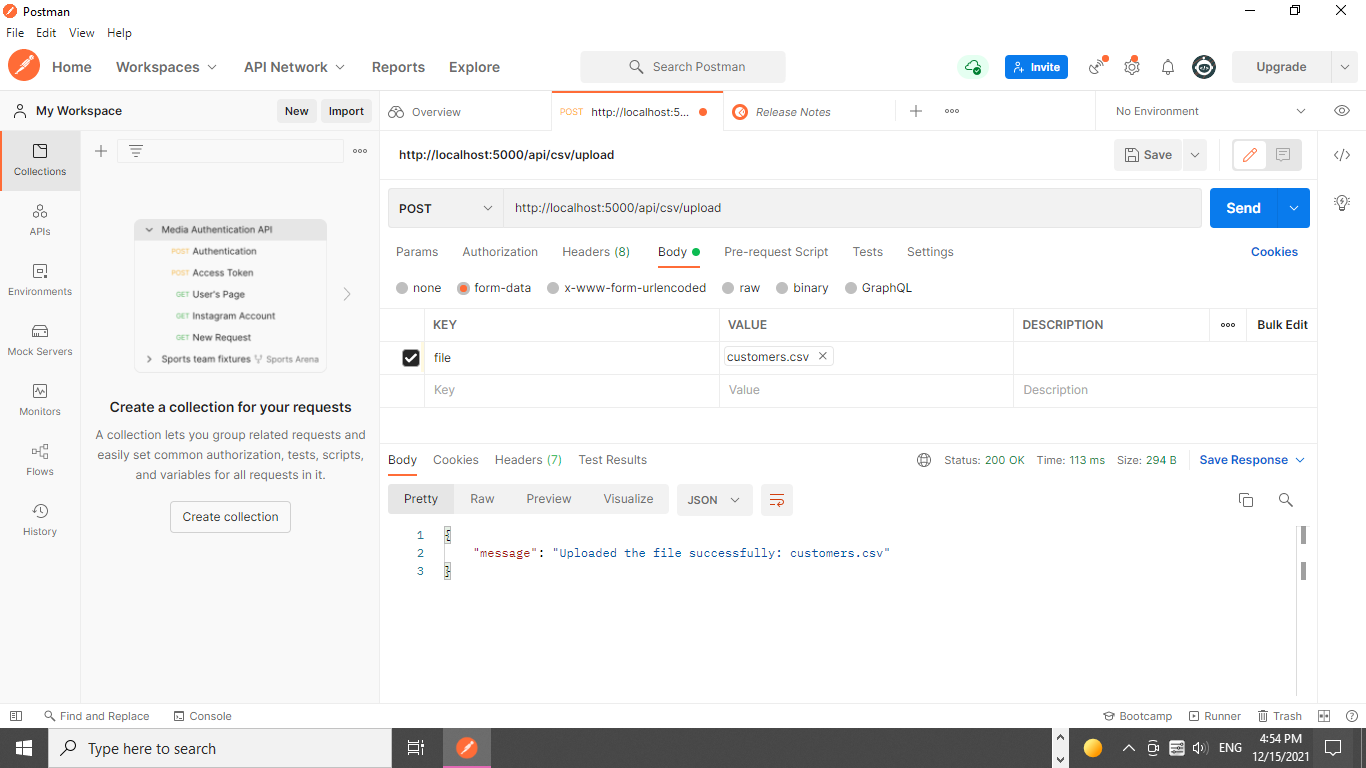 Postman
File Edit View Help
Home Workspaces API Network Reports Explore Search Postman Invite Upgrade
My Workspace New Import
Overview POST http://localhost:5... Release Notes No Environment
http://localhost:5000/api/csv/upload Save
POST http://localhost:5000/api/csv/upload Send
Params Authorization Headers (8) Body Pre-request Script Tests Settings Cookies
none form-data x-www-form-urlencoded raw binary GraphQL
KEY VALUE DESCRIPTION Bulk Edit
file customers.csv
Key Value Description
Collections
APIs
Environments
Mock Servers
Monitors
Flows
History
Media Authentication API
POST Authentication
POST Access Token
GET User's Page
GET Instagram Account
GET New Request
Sports team fixtures Sports Arena
Create a collection for your requests
A collection lets you group related requests and
easily set common authorization, tests, scripts,
and variables for all requests in it.
Create collection
Body Cookies Headers (7) Test Results Status: 200 OK Time: 113 ms Size: 294 B Save Response
Pretty Raw Preview Visualize JSON
1 {
2 "message": "Uploaded the file successfully: customers.csv"
3 }
Find and Replace Console Bootcamp Runner Trash
Type here to search ENG 4:54 PM
12/15/2021